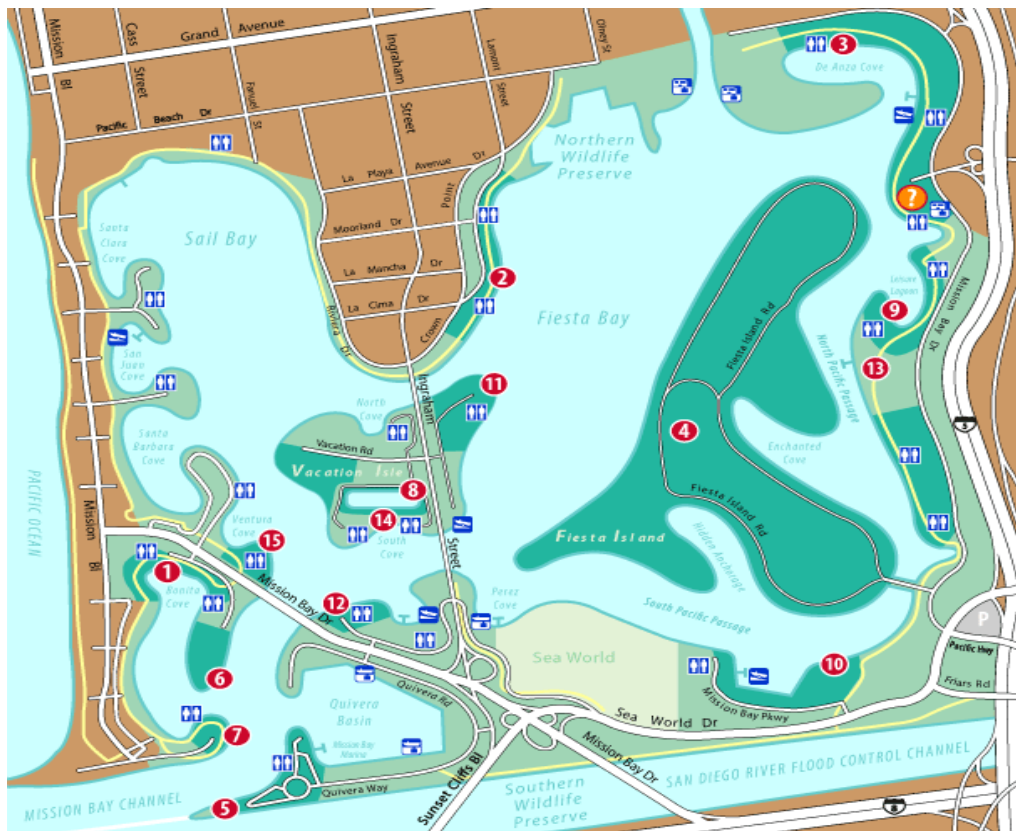 Mission Bl
Cass Street
Grand Avenue
Fanuel St
Ingraham Street
Lamont Street
Olney St
Pacific Beach Dr
3
De Anza Cove
Northern
Wildlife
Preserve
La Playa Avenue
Point
Dr
Moorland Dr
La Mancha Dr
La Cima Dr
Crown
Riviera Dr
?
Santa
Clara
Cove
Sail Bay
2
Fiesta Bay
Fiesta Island Rd
Leisure
Lagoon
9
Mission Bay Dr
North Pacific Passage
13
San
Juan
Cove
Ingraham
11
North
Cove
Vacation Rd
Vacation Isle
4
5
Santa
Barbara
Cove
Enchanted
Cove
8
14
South
Cove
Fiesta Island Rd
PACIFIC OCEAN
Mission
Bl
Ventura
Cove
15
Street
Fiesta Island
Hidden Anchorage
1
Bonita
Cove
Mission Bay Dr
12
Perez
Cove
South Pacific Passage
P
Pacific Hwy
Sea World
10
6
Quivera Rd
Friars Rd
Mission Bay Pkwy
Quivera
Basin
Sea World Dr
7
Mission Bay
Marina
Mission Bay Dr
SAN DIEGO RIVER FLOOD CONTROL CHANNEL
Quivera Way
Sunset Cliffs Bl
Southern
Wildlife
Preserve
MISSION BAY CHANNEL
5
8